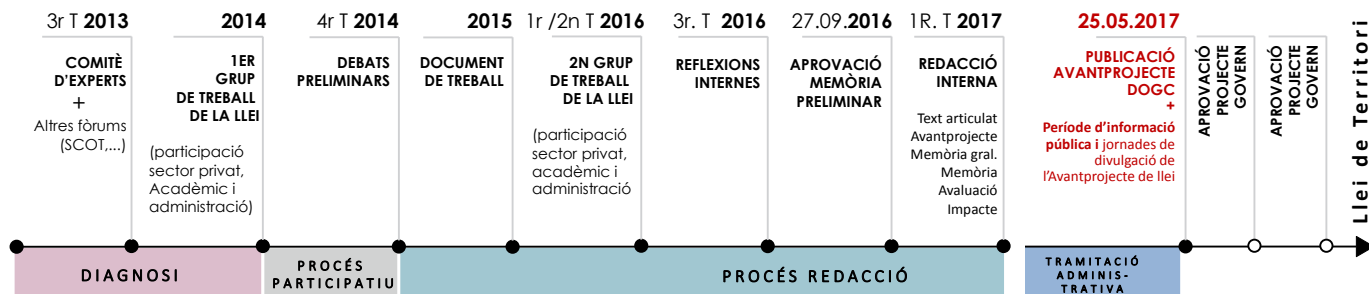 3r T 2013
COMITÈ
D'EXPERTS
+
Altres fòrums
(SCOT,...)
2014
1ER
GRUP
DE TREBALL
DE LA LLEI
(participació
sector privat,
Acadèmic i
administració)
4r T 2014
DEBATS
PRELIMINARS
2015
DOCUMENT
DE TREBALL
1r /2n T 2016
2N GRUP
DE TREBALL
DE LA LLEI
(participació
sector privat,
acadèmic i
administració
3r. T 2016
REFLEXIONS
INTERNES
27.09.2016
APROVACIÓ
MEMÒRIA
PRELIMINAR
1R. T 2017
REDACCIÓ
INTERNA
Text articulat
Avantprojecte
Memòria gral.
Memòria
Avaluació
Impacte
25.05.2017
PUBLICACIÓ
AVANTPROJECTE
DOGC
+
Període d'informació
pública i jornades de
divulgació de
l'Avantprojecte de llei
APROVACIÓ
PROJECTE
GOVERN
APROVACIÓ
PROJECTE
GOVERN
Llei de Territori
DIAGNOSI
PROCÉS
PARTICIPATIU
PROCÉS REDACCIÓ
TRAMITACIÓ
ADMINIS-
TRATIVA